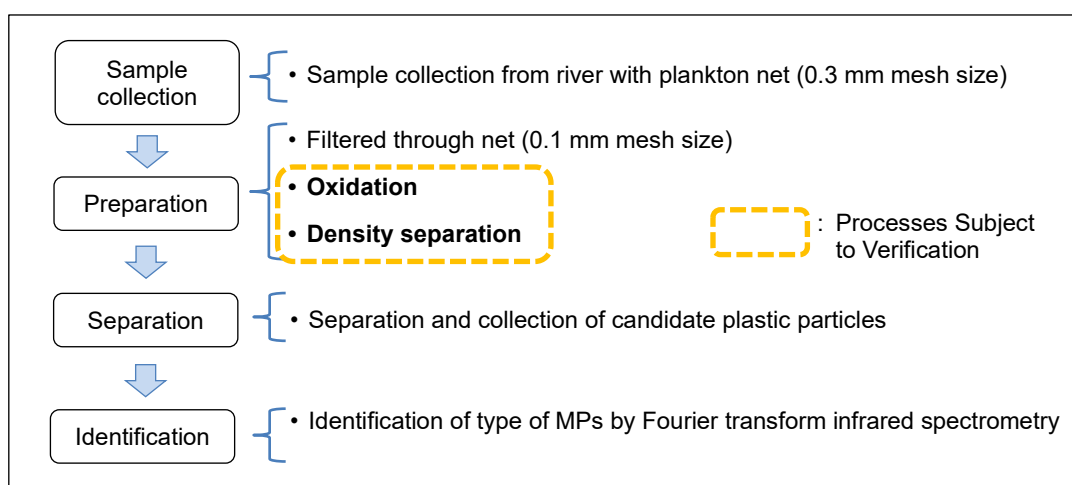 Sample
collection
• Sample collection from river with plankton net (0.3 mm mesh size)
• Filtered through net (0.1 mm mesh size)
Preparation
• Oxidation
• Density separation
: Processes Subject
to Verification
Separation
• Separation and collection of candidate plastic particles
Identification
• Identification of type of MPs by Fourier transform infrared spectrometry